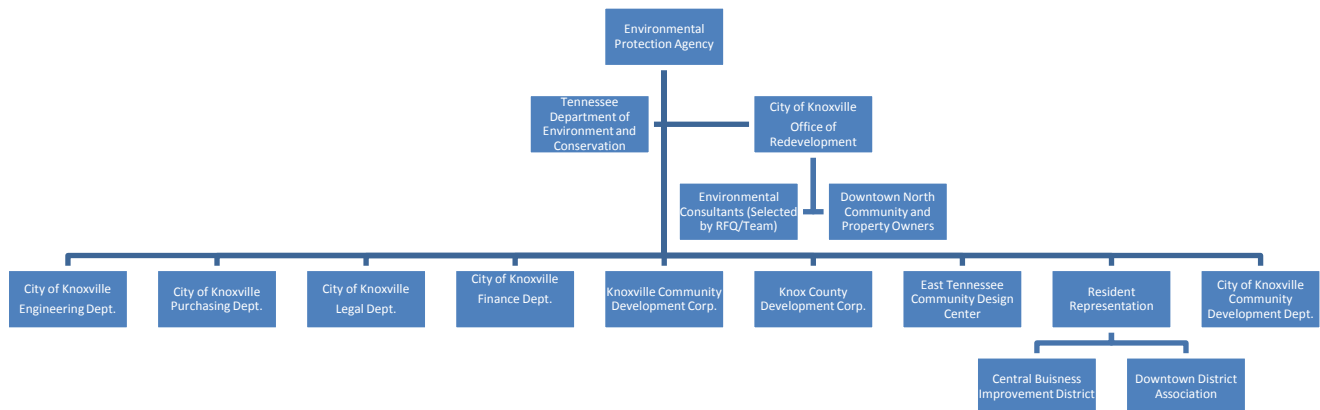 Environmental
Protection Agency
Tennessee
Department of
Environment and
Conservation
City of Knoxville
Office of
Redevelopment
Environmental
Consultants (Selected
by RFQ/Team)
Downtown North
Community and
Property Owners
City of Knoxville
Engineering Dept.
City of Knoxville
Purchasing Dept.
City of Knoxville
Legal Dept.
City of Knoxville
Finance Dept.
Knoxville Community
Development Corp.
Knox County
Development Corp.
East Tennessee
Community Design
Center
Resident
Representation
City of Knoxville
Community
Development Dept.
Central Buisness
Improvement District
Downtown District
Association